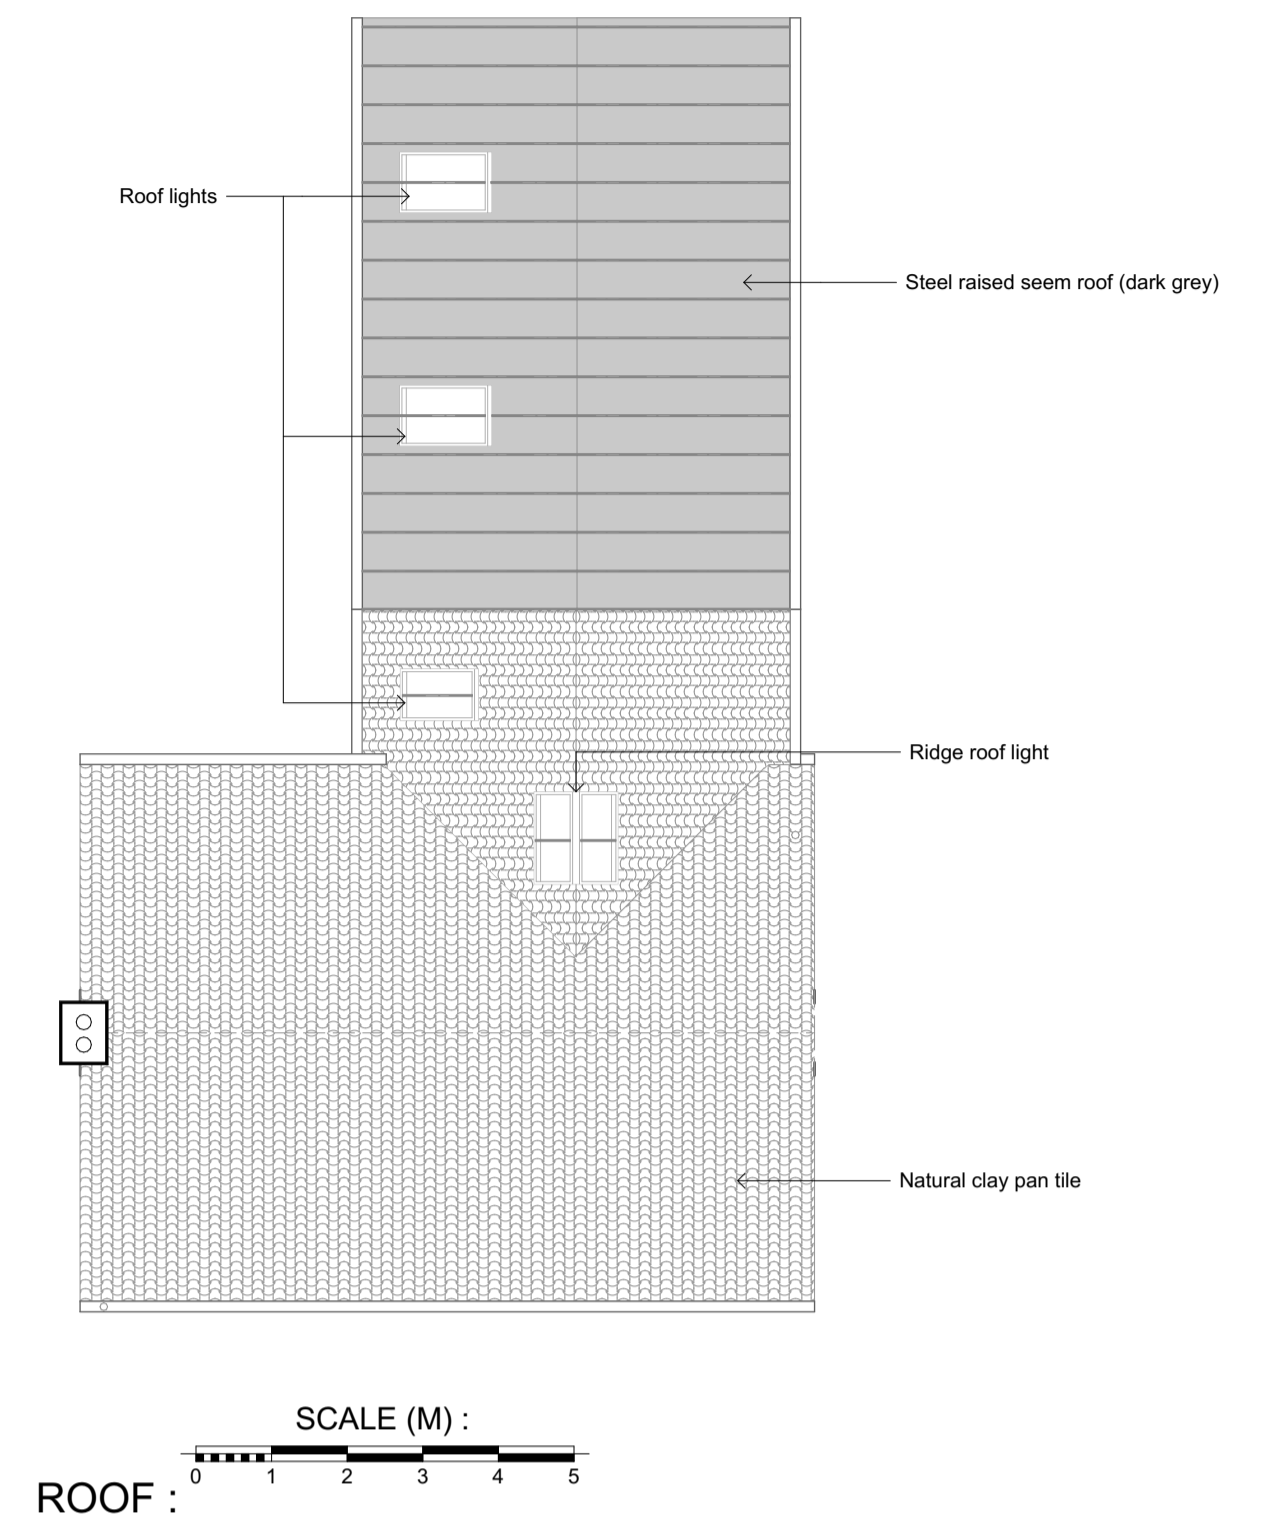 Roof lights
Steel raised seem roof (dark grey)
Ridge roof light
Natural clay pan tile
SCALE (M) :
0 1 2 3 4 5
ROOF :